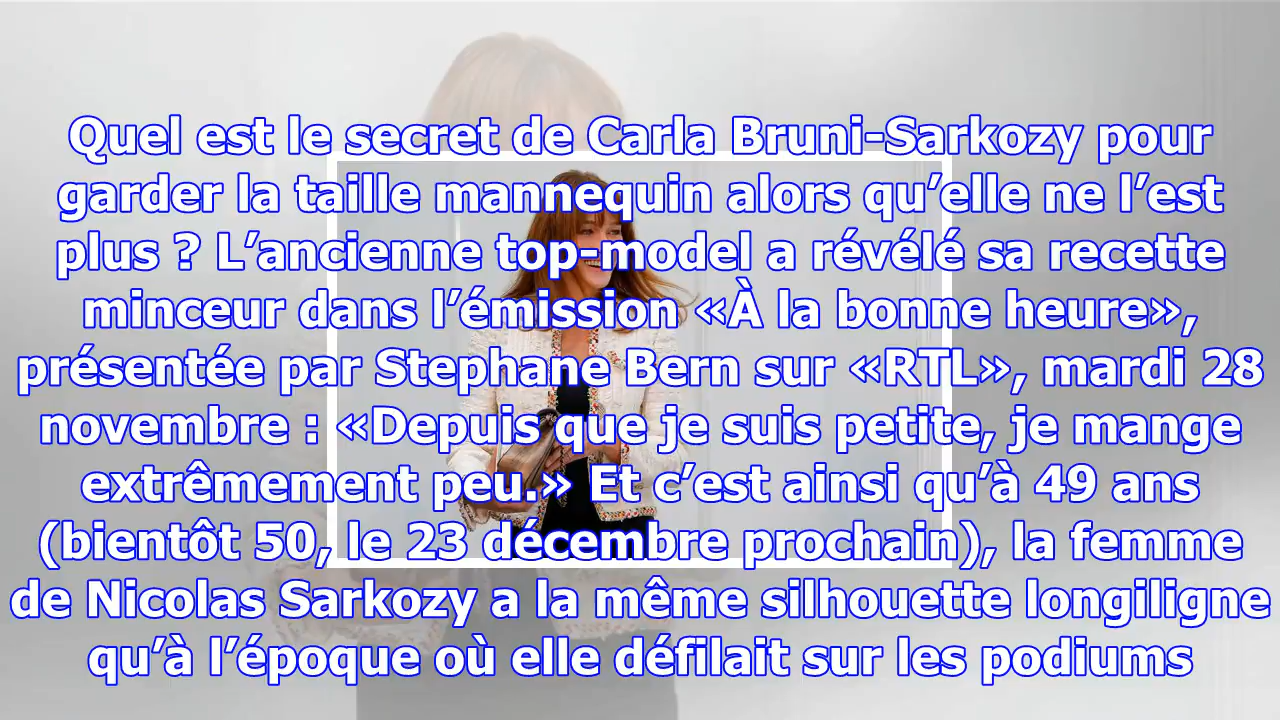 Quel est le secret de Carla Bruni-Sarkozy pour
garder la taille mannequin alors qu’elle ne l’est
plus ? L’ancienne top-model a révélé sa recette
minceur dans l’émission «À la bonne heure»,
présentée par Stephane Bern sur «RTL», mardi 28
novembre : «Depuis que je suis petite, je mange
extrêmement peu.» Et c’est ainsi qu’à 49 ans
(bientôt 50, le 23 décembre prochain), la femme
de Nicolas Sarkozy a la même silhouette longiligne
qu’à l’époque où elle défilait sur les podiums